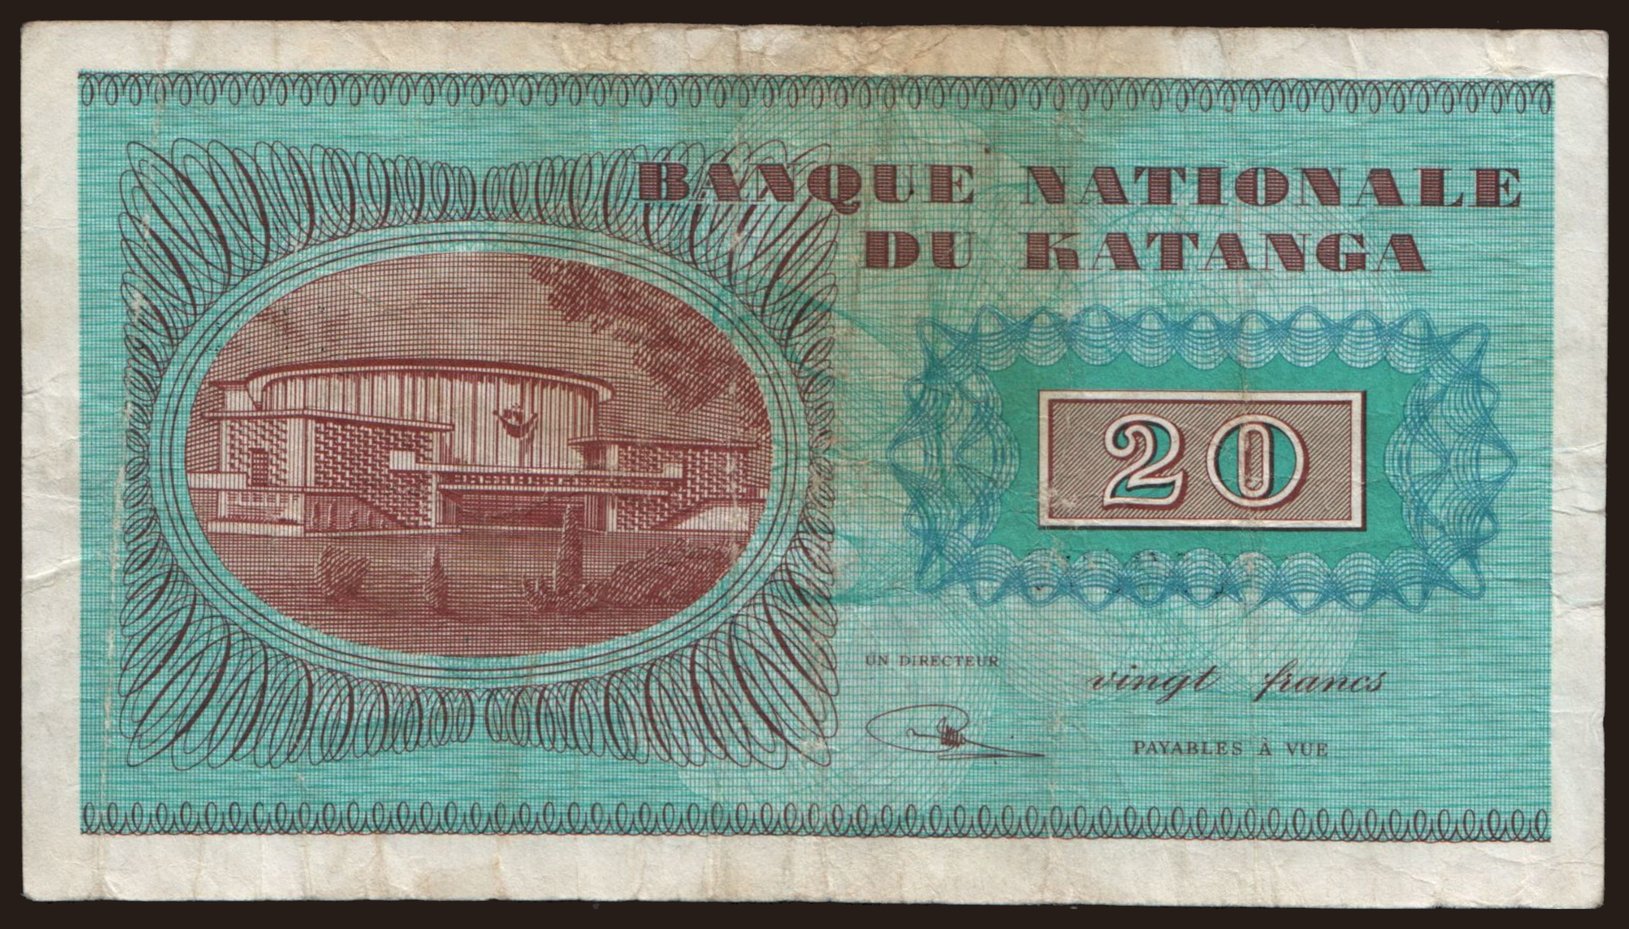 BANQUE NATIONALE
DU KATANGA
20
UN DIRECTEUR
vingt francs
PAYABLES À VUE